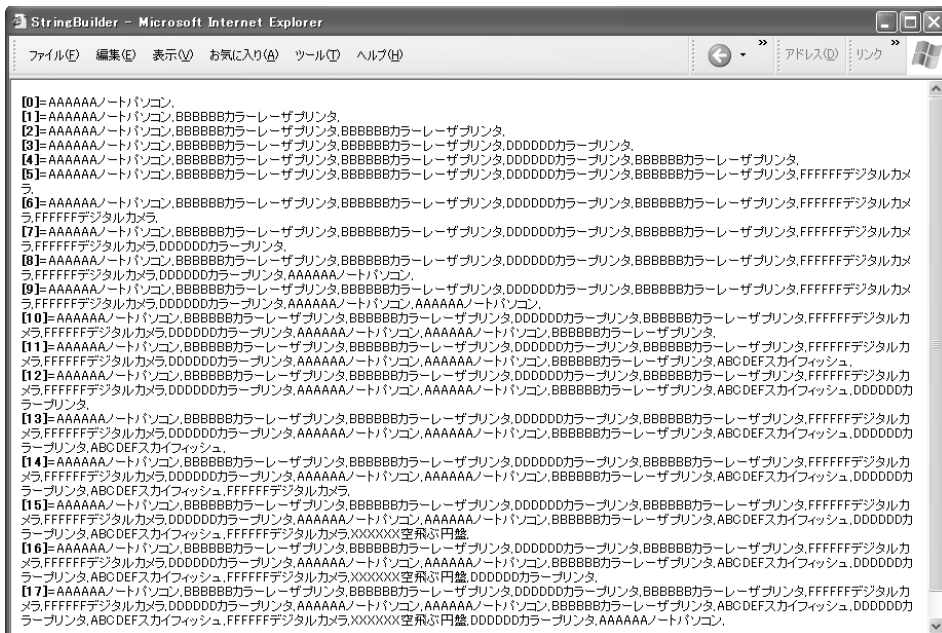 StringBuilder - Microsoft Internet Explorer
ファイル(F) 編集(E) 表示(V) お気に入り(A) ツール(T) ヘルプ(H) » アドレス(D) リンク »
[0]=AAAAAAノートパソコン,
[1]=AAAAAAノートパソコン,BBBBBBカラーレーザプリンタ,
[2]=AAAAAAノートパソコン,BBBBBBカラーレーザプリンタ,BBBBBBカラーレーザプリンタ,
[3]=AAAAAAノートパソコン,BBBBBBカラーレーザプリンタ,BBBBBBカラーレーザプリンタ,DDDDDDカラープリンタ,
[4]=AAAAAAノートパソコン,BBBBBBカラーレーザプリンタ,BBBBBBカラーレーザプリンタ,DDDDDDカラープリンタ,BBBBBBカラーレーザプリンタ,
[5]=AAAAAAノートパソコン,BBBBBBカラーレーザプリンタ,BBBBBBカラーレーザプリンタ,DDDDDDカラープリンタ,BBBBBBカラーレーザプリンタ,FFFFFFデジタルカメ
ラ,
[6]=AAAAAAノートパソコン,BBBBBBカラーレーザプリンタ,BBBBBBカラーレーザプリンタ,DDDDDDカラープリンタ,BBBBBBカラーレーザプリンタ,FFFFFFデジタルカメ
ラ,FFFFFFデジタルカメラ,
[7]=AAAAAAノートパソコン,BBBBBBカラーレーザプリンタ,BBBBBBカラーレーザプリンタ,DDDDDDカラープリンタ,BBBBBBカラーレーザプリンタ,FFFFFFデジタルカメ
ラ,FFFFFFデジタルカメラ,DDDDDDカラープリンタ,
[8]=AAAAAAノートパソコン,BBBBBBカラーレーザプリンタ,BBBBBBカラーレーザプリンタ,DDDDDDカラープリンタ,BBBBBBカラーレーザプリンタ,FFFFFFデジタルカメ
ラ,FFFFFFデジタルカメラ,DDDDDDカラープリンタ,AAAAAAノートパソコン,
[9]=AAAAAAノートパソコン,BBBBBBカラーレーザプリンタ,BBBBBBカラーレーザプリンタ,DDDDDDカラープリンタ,BBBBBBカラーレーザプリンタ,FFFFFFデジタルカメ
ラ,FFFFFFデジタルカメラ,DDDDDDカラープリンタ,AAAAAAノートパソコン,AAAAAAノートパソコン,
[10]=AAAAAAノートパソコン,BBBBBBカラーレーザプリンタ,BBBBBBカラーレーザプリンタ,DDDDDDカラープリンタ,BBBBBBカラーレーザプリンタ,FFFFFFデジタルカ
メラ,FFFFFFデジタルカメラ,DDDDDDカラープリンタ,AAAAAAノートパソコン,AAAAAAノートパソコン,BBBBBBカラーレーザプリンタ,
[11]=AAAAAAノートパソコン,BBBBBBカラーレーザプリンタ,BBBBBBカラーレーザプリンタ,DDDDDDカラープリンタ,BBBBBBカラーレーザプリンタ,FFFFFFデジタルカ
メラ,FFFFFFデジタルカメラ,DDDDDDカラープリンタ,AAAAAAノートパソコン,AAAAAAノートパソコン,BBBBBBカラーレーザプリンタ,ABCDEFスカイフィッシュ,
[12]=AAAAAAノートパソコン,BBBBBBカラーレーザプリンタ,BBBBBBカラーレーザプリンタ,DDDDDDカラープリンタ,BBBBBBカラーレーザプリンタ,FFFFFFデジタルカ
メラ,FFFFFFデジタルカメラ,DDDDDDカラープリンタ,AAAAAAノートパソコン,AAAAAAノートパソコン,BBBBBBカラーレーザプリンタ,ABCDEFスカイフィッシュ,DDDDDDカ
ラープリンタ,
[13]=AAAAAAノートパソコン,BBBBBBカラーレーザプリンタ,BBBBBBカラーレーザプリンタ,DDDDDDカラープリンタ,BBBBBBカラーレーザプリンタ,FFFFFFデジタルカ
メラ,FFFFFFデジタルカメラ,DDDDDDカラープリンタ,AAAAAAノートパソコン,AAAAAAノートパソコン,BBBBBBカラーレーザプリンタ,ABCDEFスカイフィッシュ,DDDDDDカ
ラープリンタ,ABCDEFスカイフィッシュ,
[14]=AAAAAAノートパソコン,BBBBBBカラーレーザプリンタ,BBBBBBカラーレーザプリンタ,DDDDDDカラープリンタ,BBBBBBカラーレーザプリンタ,FFFFFFデジタルカ
メラ,FFFFFFデジタルカメラ,DDDDDDカラープリンタ,AAAAAAノートパソコン,AAAAAAノートパソコン,BBBBBBカラーレーザプリンタ,ABCDEFスカイフィッシュ,DDDDDDカ
ラープリンタ,ABCDEFスカイフィッシュ,FFFFFFデジタルカメラ,
[15]=AAAAAAノートパソコン,BBBBBBカラーレーザプリンタ,BBBBBBカラーレーザプリンタ,DDDDDDカラープリンタ,BBBBBBカラーレーザプリンタ,FFFFFFデジタルカ
メラ,FFFFFFデジタルカメラ,DDDDDDカラープリンタ,AAAAAAノートパソコン,AAAAAAノートパソコン,BBBBBBカラーレーザプリンタ,ABCDEFスカイフィッシュ,DDDDDDカ
ラープリンタ,ABCDEFスカイフィッシュ,FFFFFFデジタルカメラ,XXXXXX空飛ぶ円盤,
[16]=AAAAAAノートパソコン,BBBBBBカラーレーザプリンタ,BBBBBBカラーレーザプリンタ,DDDDDDカラープリンタ,BBBBBBカラーレーザプリンタ,FFFFFFデジタルカ
メラ,FFFFFFデジタルカメラ,DDDDDDカラープリンタ,AAAAAAノートパソコン,AAAAAAノートパソコン,BBBBBBカラーレーザプリンタ,ABCDEFスカイフィッシュ,DDDDDDカ
ラープリンタ,ABCDEFスカイフィッシュ,FFFFFFデジタルカメラ,XXXXXX空飛ぶ円盤,DDDDDDカラープリンタ,
[17]=AAAAAAノートパソコン,BBBBBBカラーレーザプリンタ,BBBBBBカラーレーザプリンタ,DDDDDDカラープリンタ,BBBBBBカラーレーザプリンタ,FFFFFFデジタルカ
メラ,FFFFFFデジタルカメラ,DDDDDDカラープリンタ,AAAAAAノートパソコン,AAAAAAノートパソコン,BBBBBBカラーレーザプリンタ,ABCDEFスカイフィッシュ,DDDDDDカ
ラープリンタ,ABCDEFスカイフィッシュ,FFFFFFデジタルカメラ,XXXXXX空飛ぶ円盤,DDDDDDカラープリンタ,AAAAAAノートパソコン,